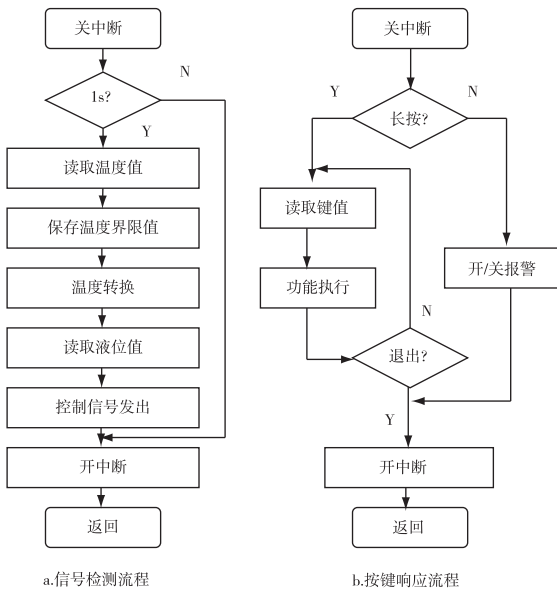 关中断
1s?
N
Y
读取温度值
保存温度界限值
温度转换
读取液位值
控制信号发出
开中断
返回
a.信号检测流程
关中断
长按?
Y
N
读取键值
功能执行
开/关报警
退出?
N
Y
开中断
返回
b.按键响应流程